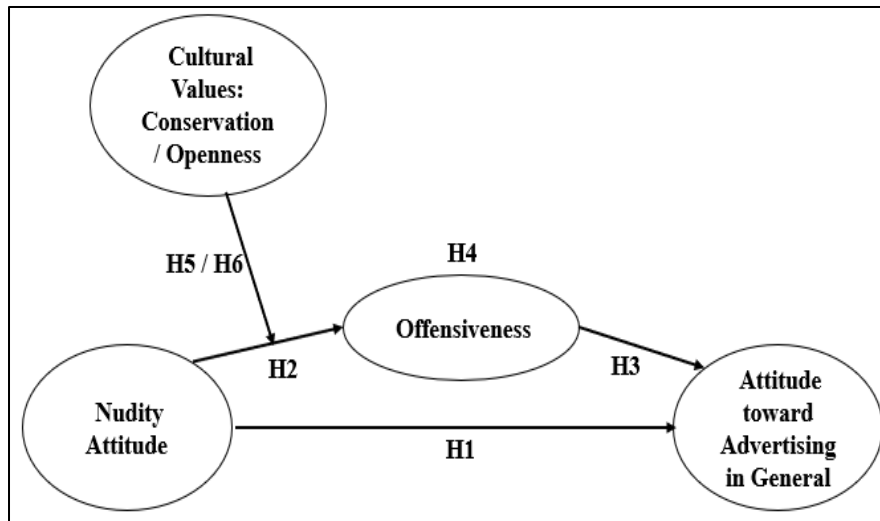 Cultural
Values:
Conservation
/ Openness
H5 / H6
H4
Offensiveness
H2
H3
Nudity
Attitude
H1
Attitude
toward
Advertising
in General